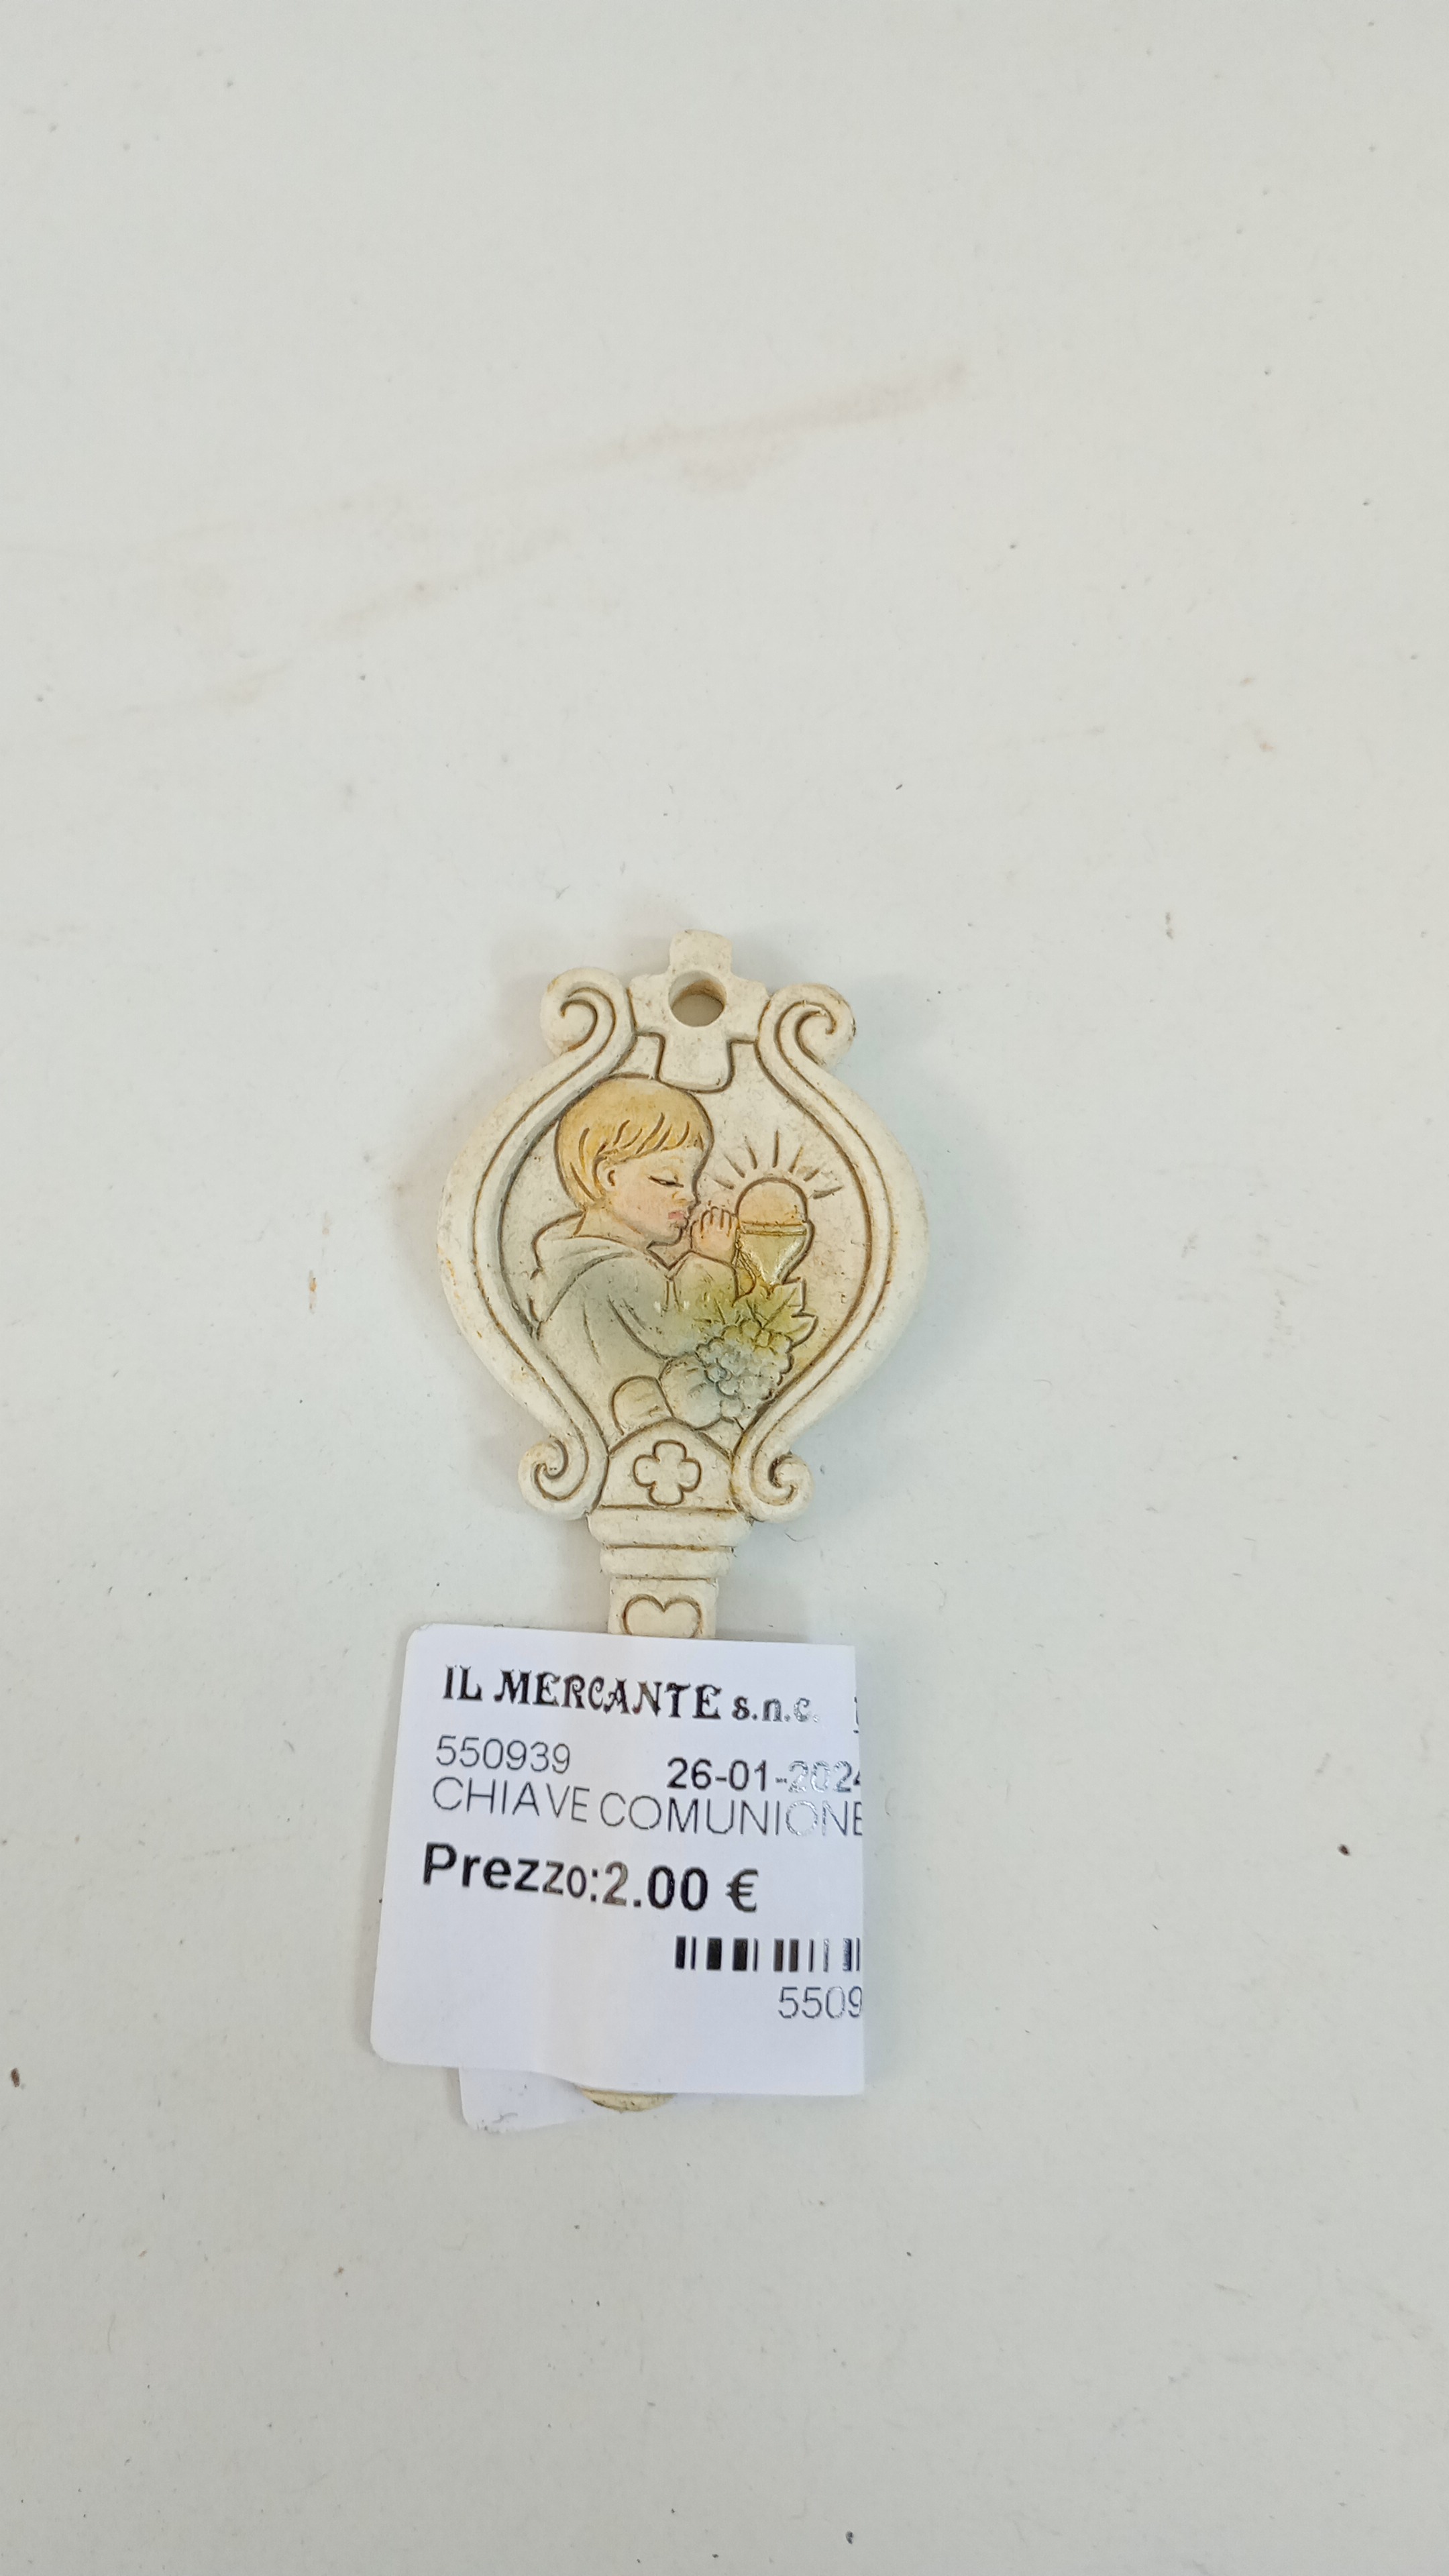 IL MERCANTE s.n.c.
550939 26-01-2024
CHIAVE COMUNIONE
Prezzo:2.00 €
5509